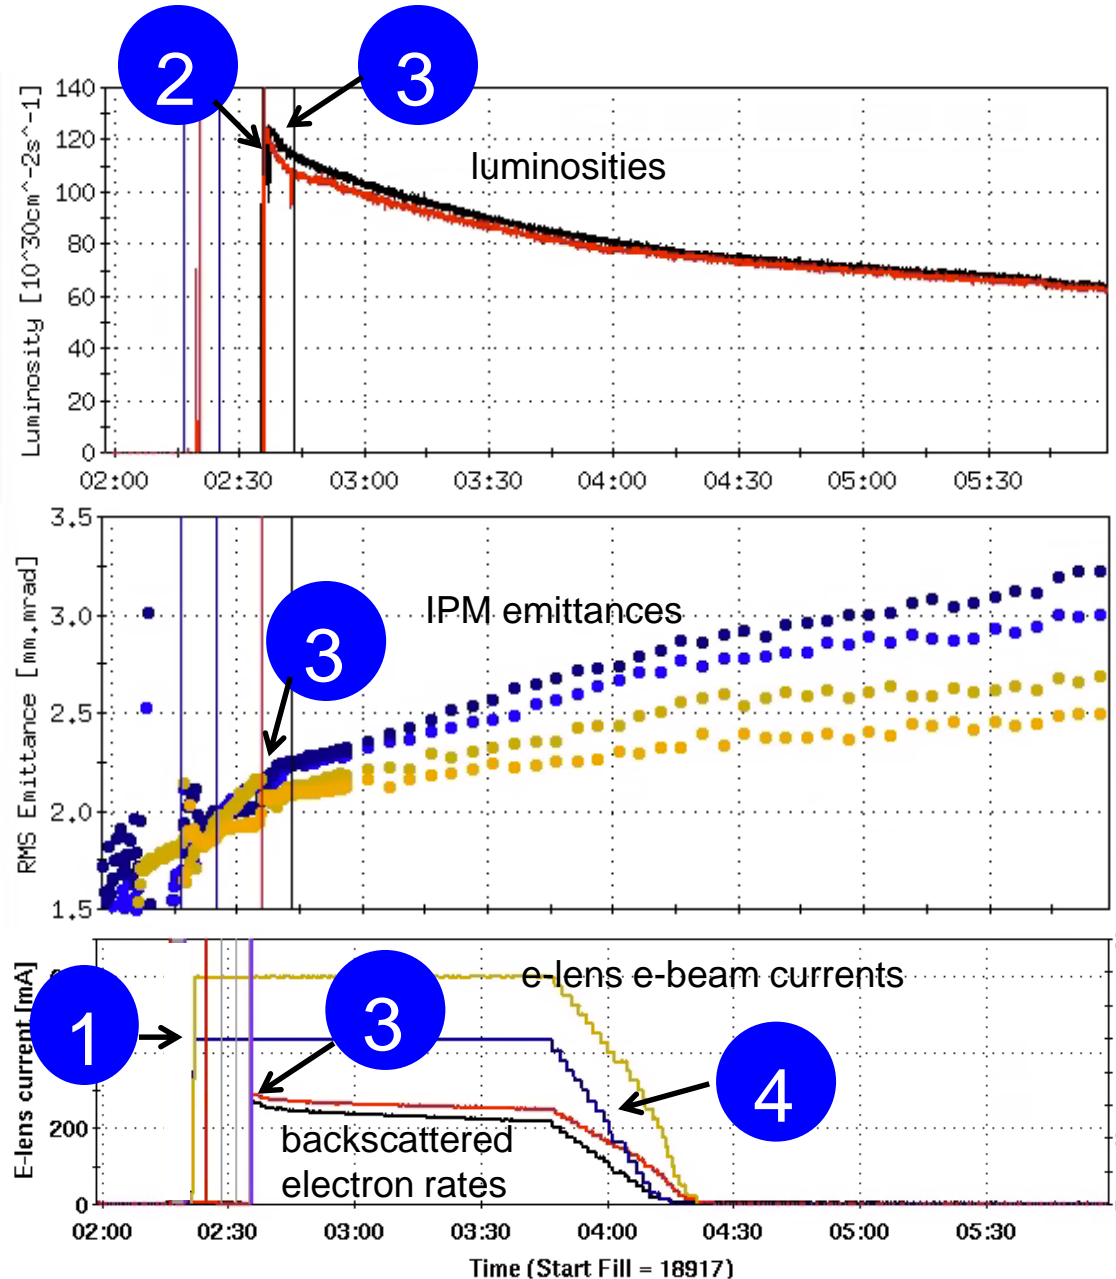 2
3
140
120
100
80
60
40
20
0
Luminosity [10^30cm^-2s^-1]
luminosities
02:00 02:30 03:00 03:30 04:00 04:30 05:00 05:30
3.5
3.0
2.5
2.0
1.5
RMS Emittance [mm.mrad]
IPM emittances
3
E-lens current [mA]
200
0
1
3
e-lens e-beam currents
4
backscattered
electron rates
02:00 02:30 03:00 03:30 04:00 04:30 05:00 05:30
Time (Start Fill = 18917)